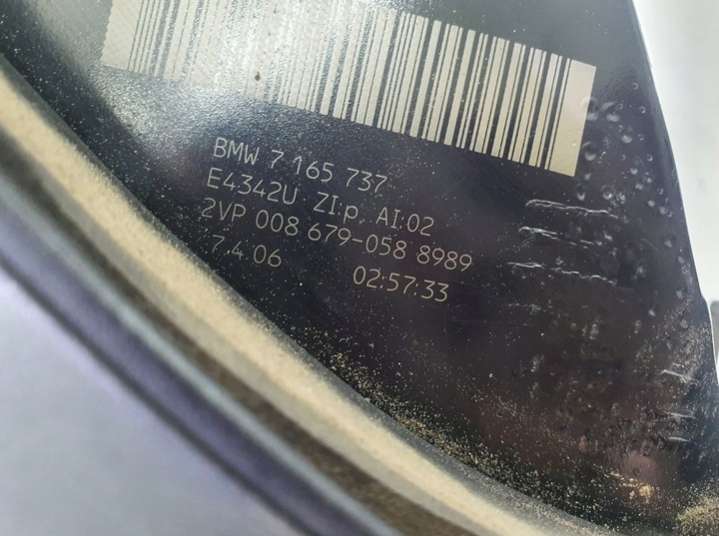 BMW 7 165 737
E4342U ZI:p AI:02
2VP 008 679-058 8989
7.4.06 02:57:33